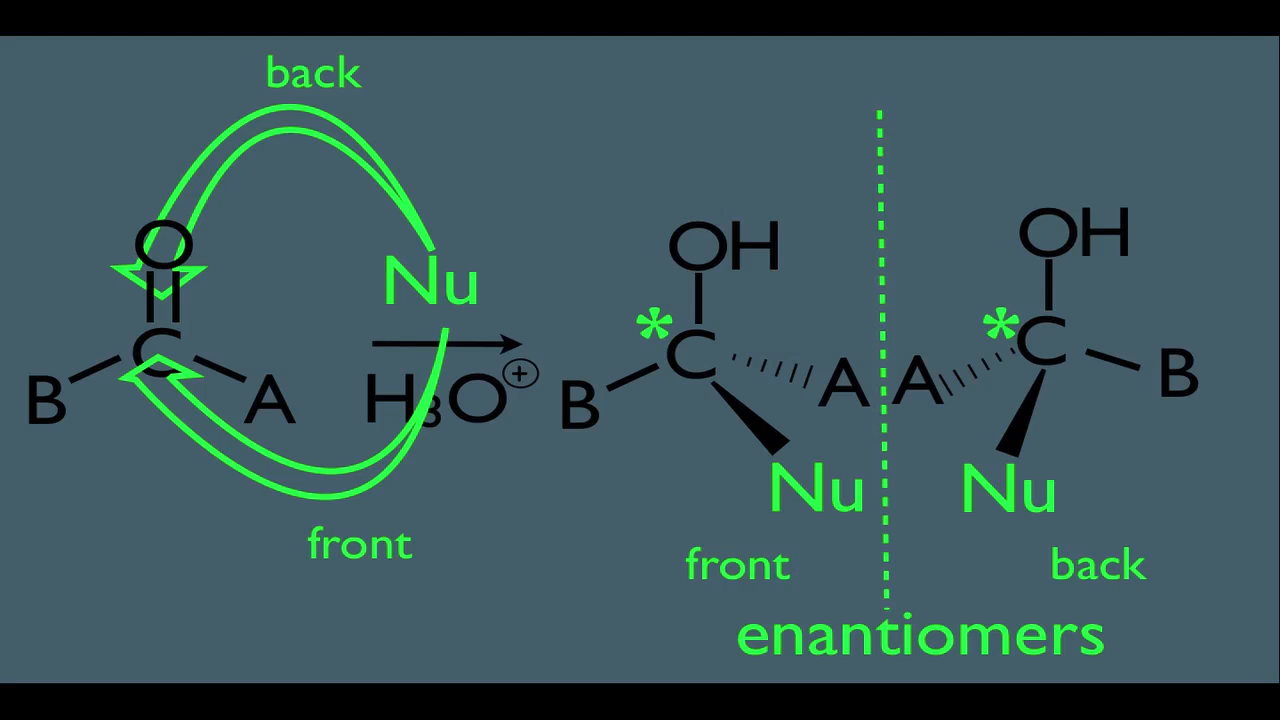 back
O
C
B
A
Nu
H₃O⊕
front
OH
* C
B
A
Nu
front
OH
* C
A
B
Nu
back
enantiomers